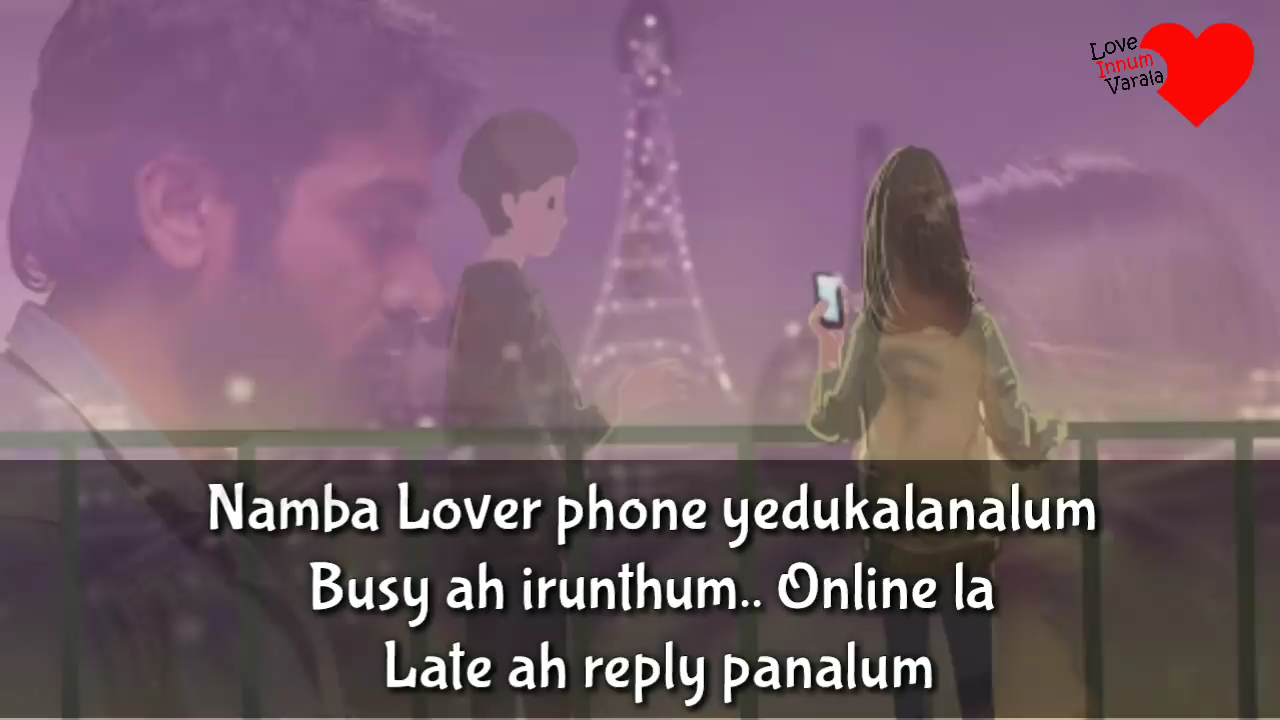 Love
Innum
Varala
Namba Lover phone yedukalanalum
Busy ah irunthum.. Online la
Late ah reply panalum